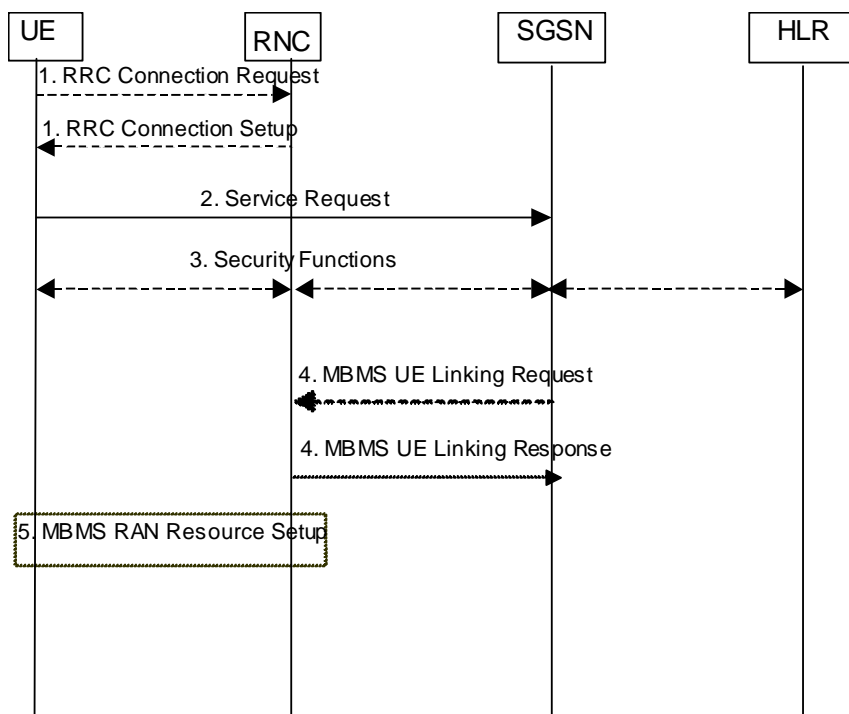 UE
RNC
SGSN
HLR
1. RRC Connection Request
1. RRC Connection Setup
2. Service Request
3. Security Functions
4. MBMS UE Linking Request
4. MBMS UE Linking Response
5. MBMS RAN Resource Setup